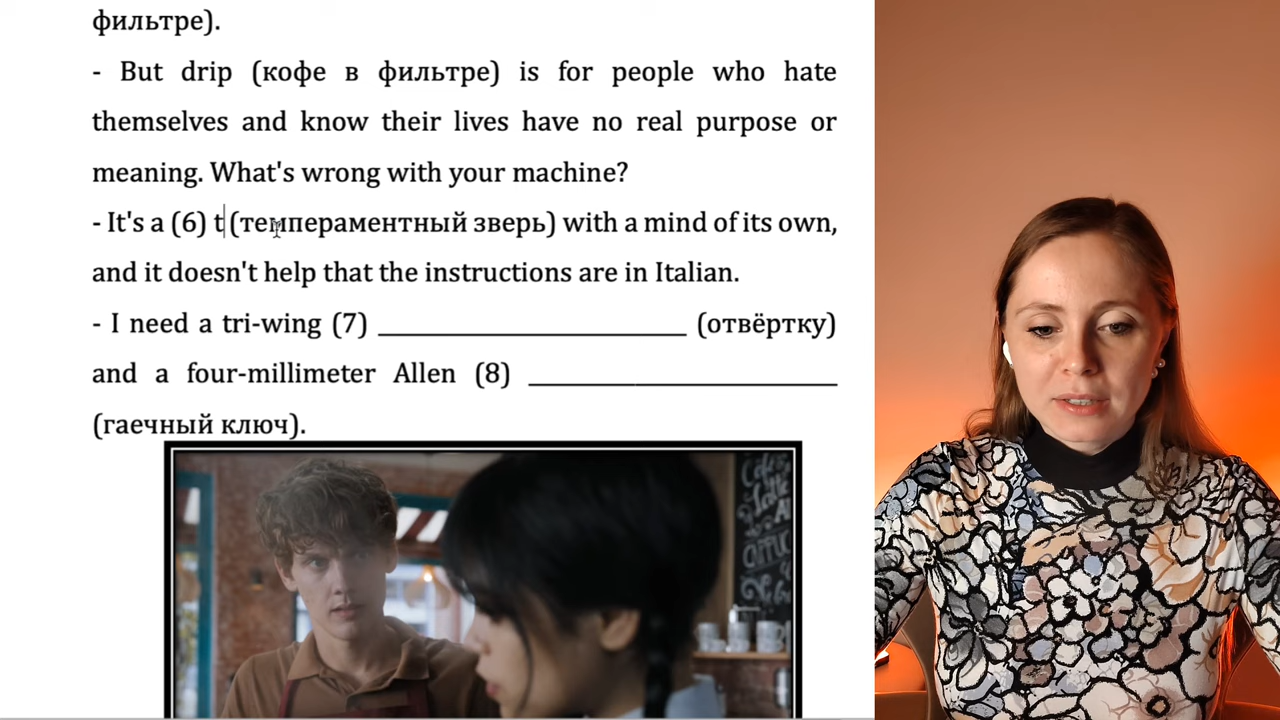 фильтре).
- But drip (кофе в фильтре) is for people who hate
themselves and know their lives have no real purpose or
meaning. What's wrong with your machine?
- It's a (6) t (темпераментный зверь) with a mind of its own,
and it doesn't help that the instructions are in Italian.
- I need a tri-wing (7) ______________________ (отвёртку)
and a four-millimeter Allen (8) ______________________
(гаечный ключ).